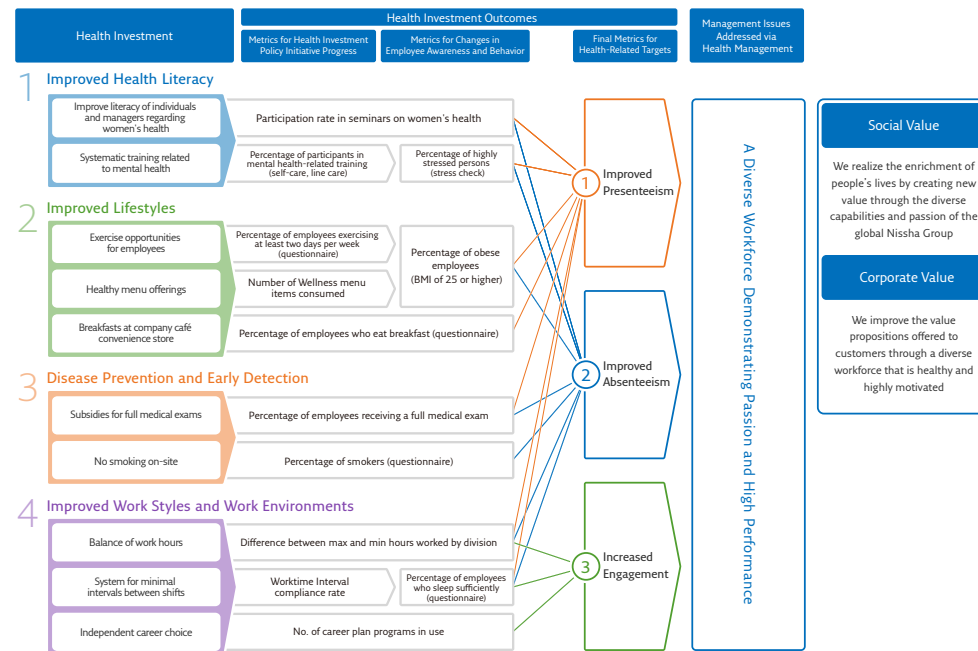 Health Investment
Health Investment Outcomes
Metrics for Health Investment
Policy Initiative Progress
Metrics for Changes in
Employee Awareness and Behavior
Final Metrics for
Health-Related Targets
Management Issues
Addressed via
Health Management
1 Improved Health Literacy
Improve literacy of individuals
and managers regarding
women's health
Participation rate in seminars on women's health
Systematic training related
to mental health
Percentage of participants in
mental health-related training
(self-care, line care)
Percentage of highly
stressed persons
(stress check)
2 Improved Lifestyles
Exercise opportunities
for employees
Percentage of employees exercising
at least two days per week
(questionnaire)
Healthy menu offerings
Number of Wellness menu
items consumed
Percentage of obese
employees
(BMI of 25 or higher)
Breakfasts at company café
convenience store
Percentage of employees who eat breakfast (questionnaire)
3 Disease Prevention and Early Detection
Subsidies for full medical exams
Percentage of employees receiving a full medical exam
No smoking on-site
Percentage of smokers (questionnaire)
4 Improved Work Styles and Work Environments
Balance of work hours
Difference between max and min hours worked by division
System for minimal
intervals between shifts
Worktime Interval
compliance rate
Percentage of employees
who sleep sufficiently
(questionnaire)
Independent career choice
No. of career plan programs in use
1 Improved
Presenteeism
2 Improved
Absenteeism
3 Increased
Engagement
A Diverse Workforce Demonstrating Passion and High Performance
Social Value
We realize the enrichment of
people's lives by creating new
value through the diverse
capabilities and passion of the
global Nissha Group
Corporate Value
We improve the value
propositions offered to
customers through a diverse
workforce that is healthy and
highly motivated